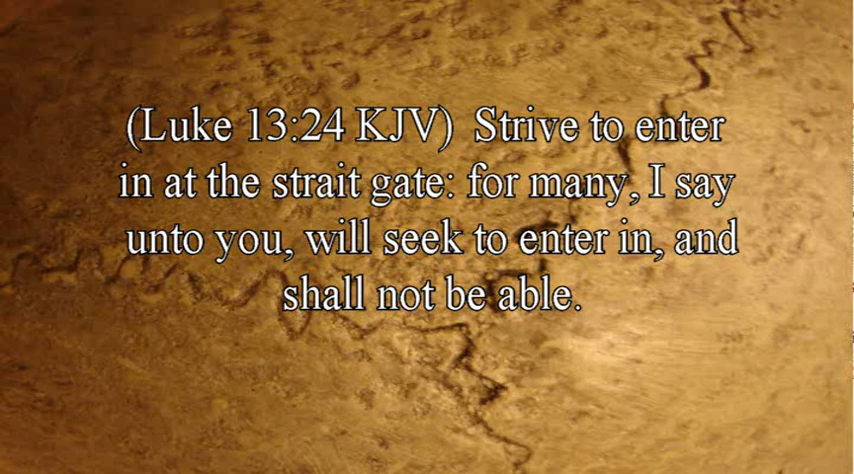 (Luke 13:24 KJV)  Strive to enter
in at the strait gate: for many, I say
unto you, will seek to enter in, and
shall not be able.